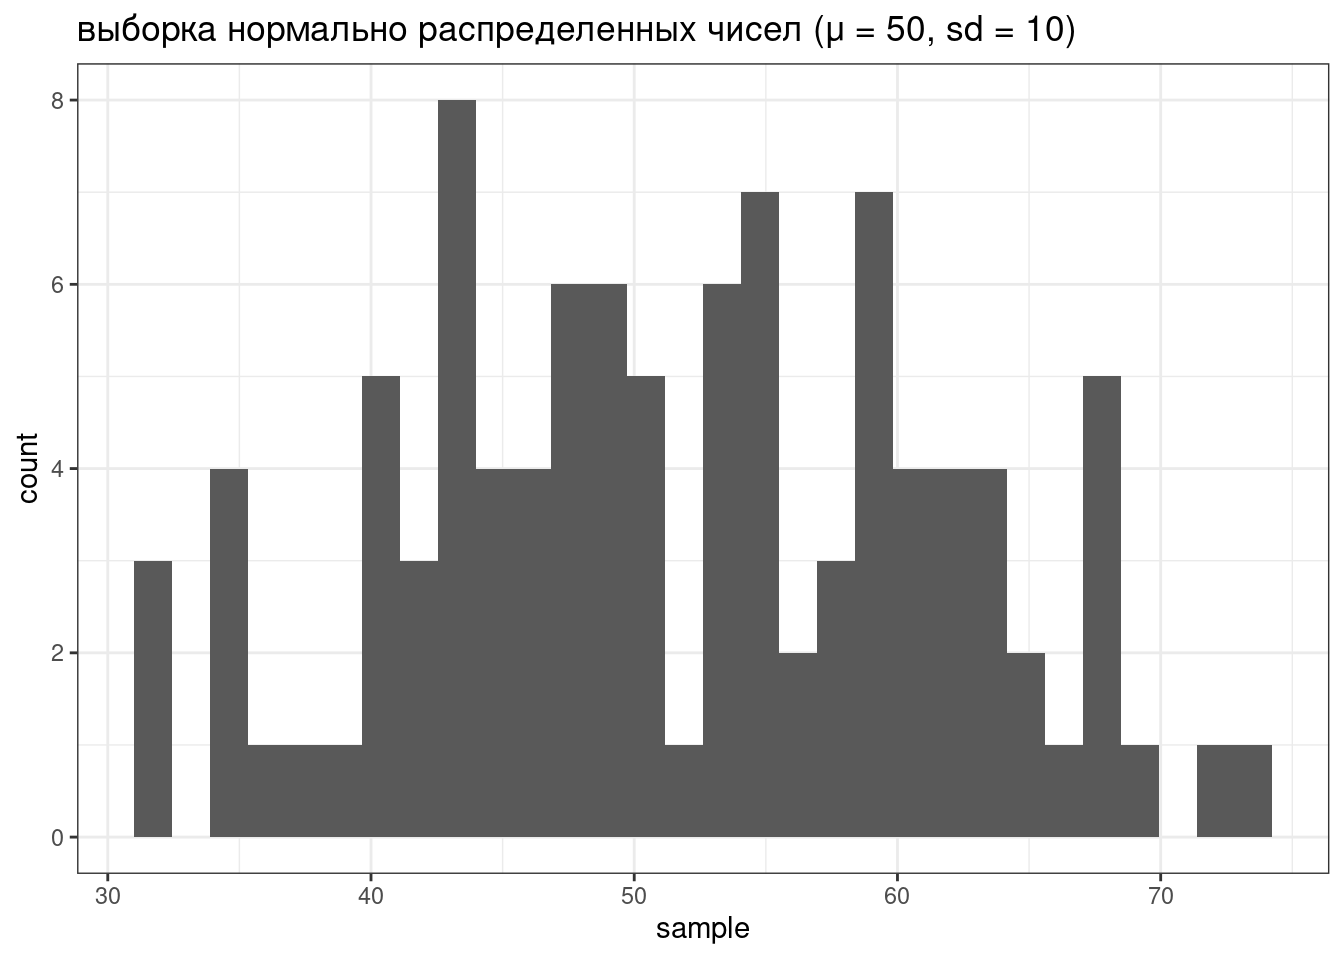 выборка нормально распределенных чисел (μ = 50, sd = 10)
8
6
4
2
0
count
30 40 50 60 70
sample